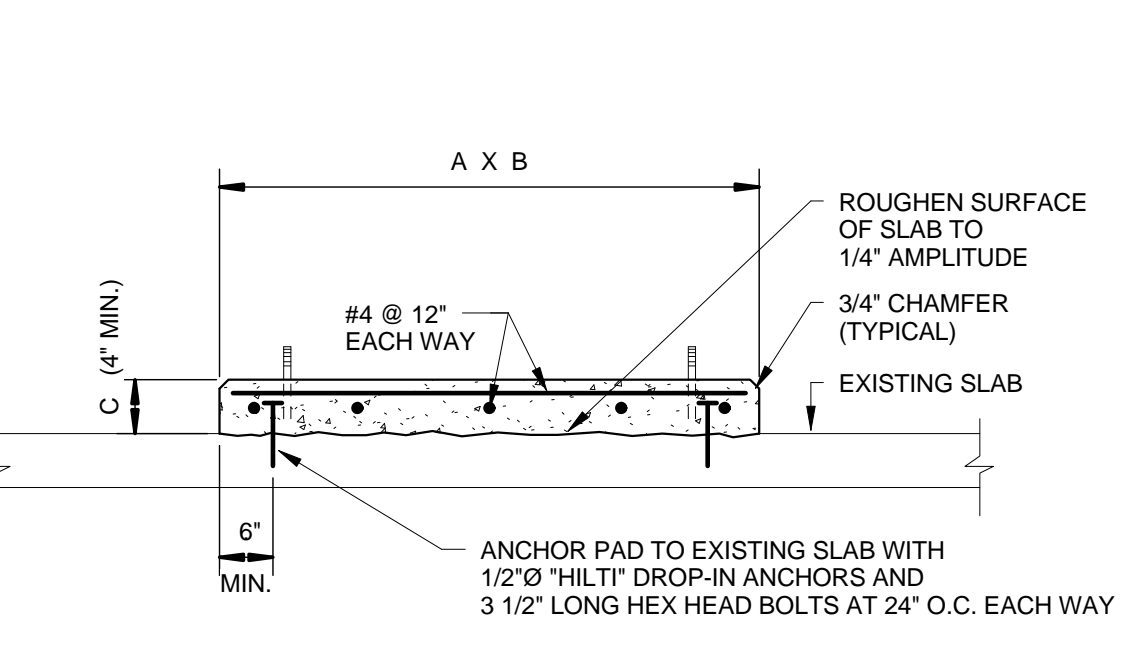 A X B
ROUGHEN SURFACE
OF SLAB TO
1/4" AMPLITUDE
3/4" CHAMFER
(TYPICAL)
#4 @ 12"
EACH WAY
C (4" MIN.)
EXISTING SLAB
6"
MIN.
ANCHOR PAD TO EXISTING SLAB WITH
1/2"Ø "HILTI" DROP-IN ANCHORS AND
3 1/2" LONG HEX HEAD BOLTS AT 24" O.C. EACH WAY